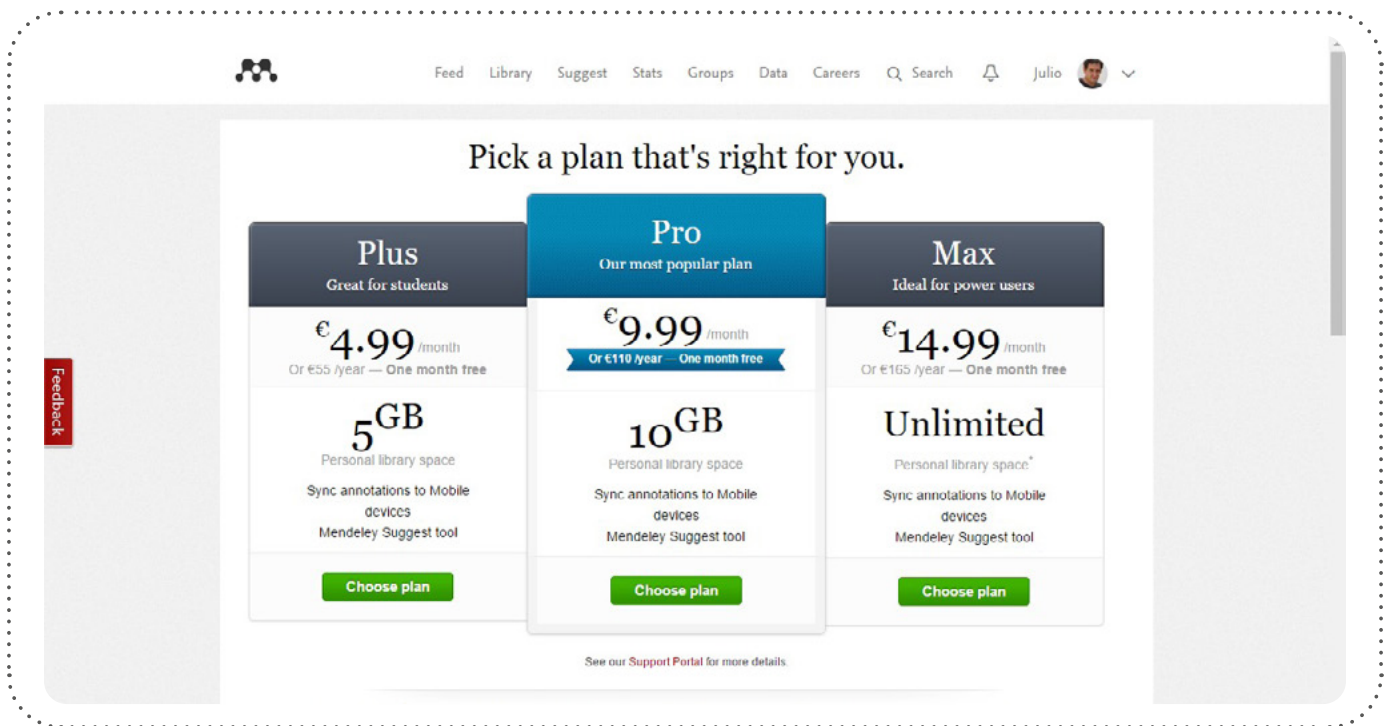 Feed Library Suggest Stats Groups Data Careers Search Julio
Pick a plan that's right for you.
Plus
Great for students
€4.99 /month
Or €55 /year — One month free
5GB
Personal library space
Sync annotations to Mobile
devices
Mendeley Suggest tool
Choose plan
Pro
Our most popular plan
€9.99 /month
Or €110 /year — One month free
10GB
Personal library space
Sync annotations to Mobile
devices
Mendeley Suggest tool
Choose plan
Max
Ideal for power users
€14.99 /month
Or €165 /year — One month free
Unlimited
Personal library space*
Sync annotations to Mobile
devices
Mendeley Suggest tool
Choose plan
Feedback
See our Support Portal for more details.